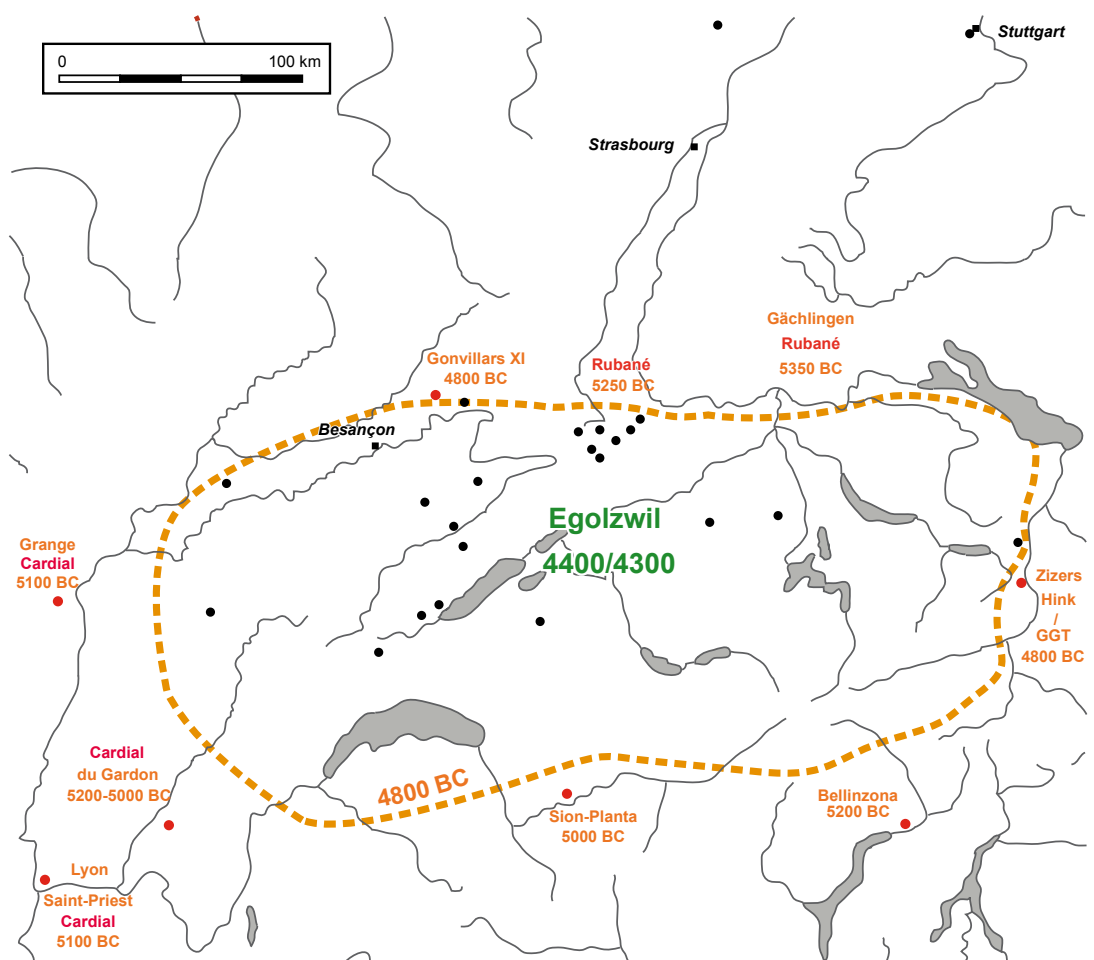 0
100 km
Stuttgart
Strasbourg
Gächlingen
Rubané
5350 BC
Gonvillars XI
4800 BC
Rubané
5250 BC
Besançon
Egolzwil
4400/4300
Grange
Cardial
5100 BC
Zizers
Hink
/
GGT
4800 BC
Cardial
du Gardon
5200-5000 BC
4800 BC
Sion-Planta
5000 BC
Bellinzona
5200 BC
Lyon
Saint-Priest
Cardial
5100 BC